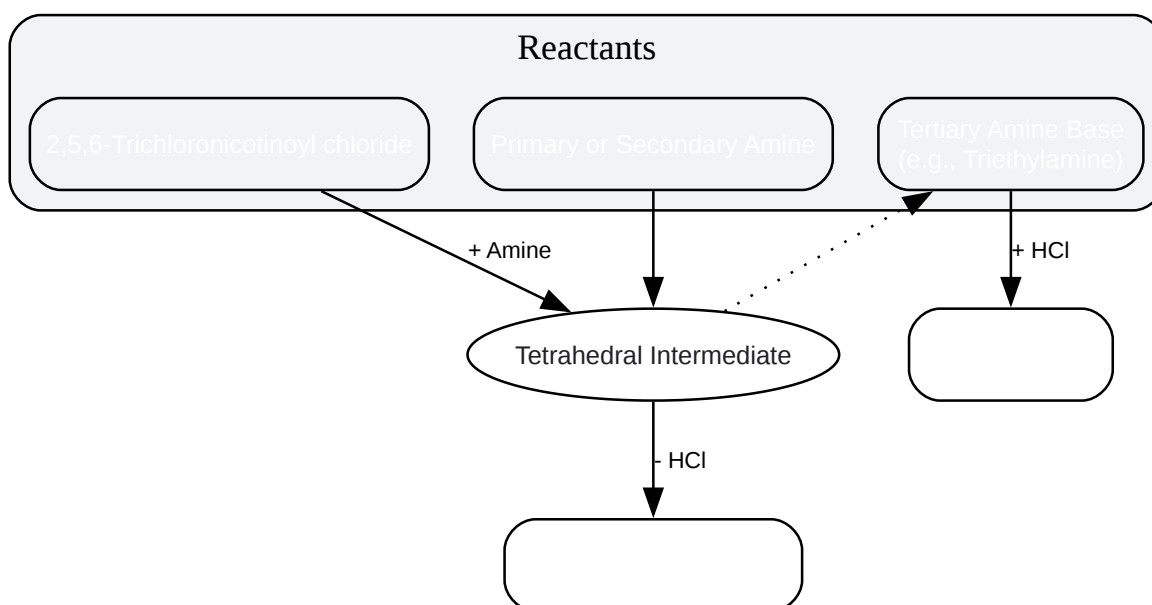 Reactants
2,5,6-Trichloronicotinoyl chloride
Primary or Secondary Amine
Tertiary Amine Base
(e.g., Triethylamine)
+ Amine
+ HCl
Tetrahedral Intermediate
- HCl